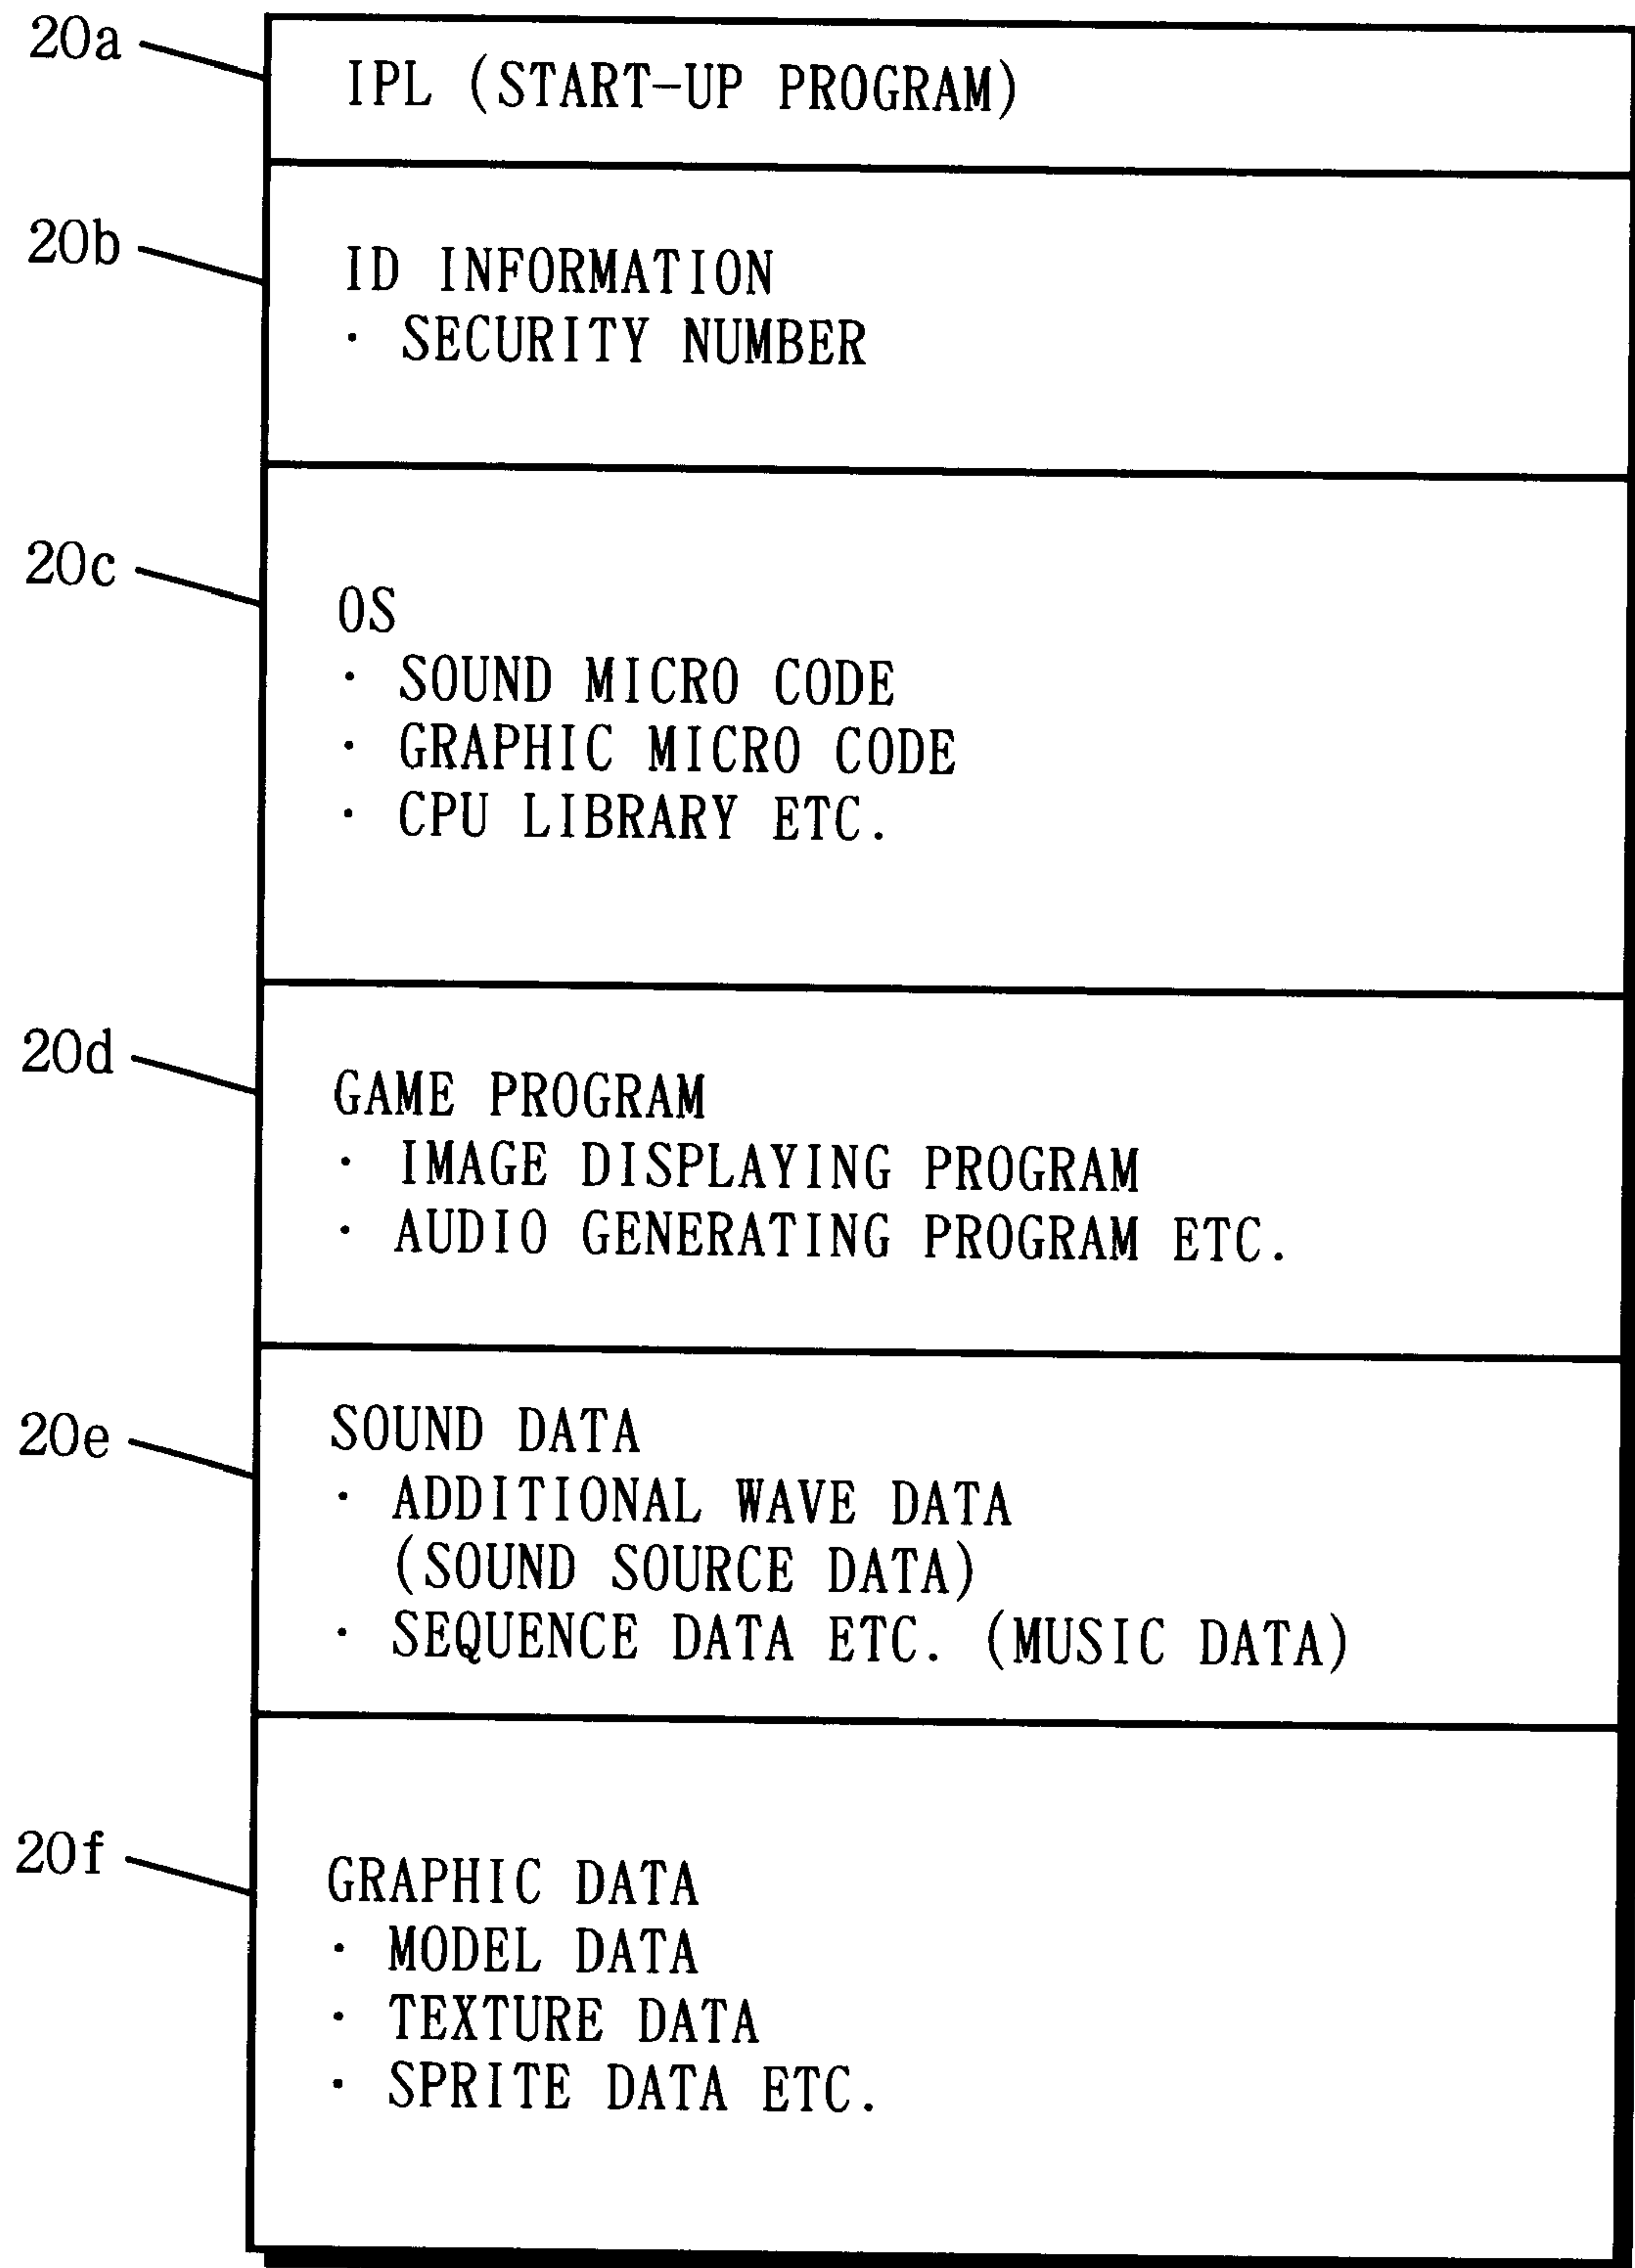 20a
IPL (START-UP PROGRAM)
20b
ID INFORMATION
· SECURITY NUMBER
20c
OS
· SOUND MICRO CODE
· GRAPHIC MICRO CODE
· CPU LIBRARY ETC.
20d
GAME PROGRAM
· IMAGE DISPLAYING PROGRAM
· AUDIO GENERATING PROGRAM ETC.
20e
SOUND DATA
· ADDITIONAL WAVE DATA
(SOUND SOURCE DATA)
· SEQUENCE DATA ETC. (MUSIC DATA)
20f
GRAPHIC DATA
· MODEL DATA
· TEXTURE DATA
· SPRITE DATA ETC.